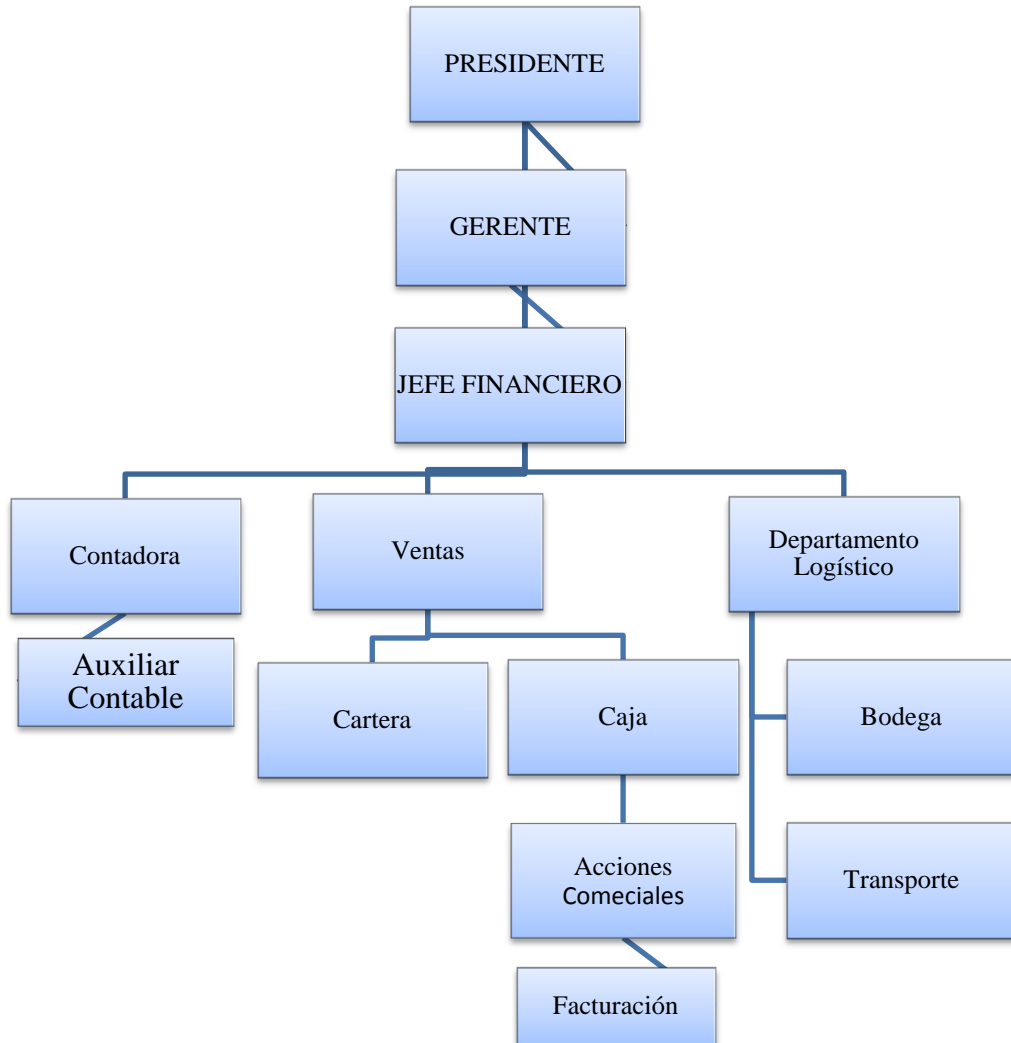 PRESIDENTE
GERENTE
JEFE FINANCIERO
Contadora
Ventas
Departamento
Logístico
Auxiliar
Contable
Cartera
Caja
Bodega
Acciones
Comeciales
Transporte
Facturación